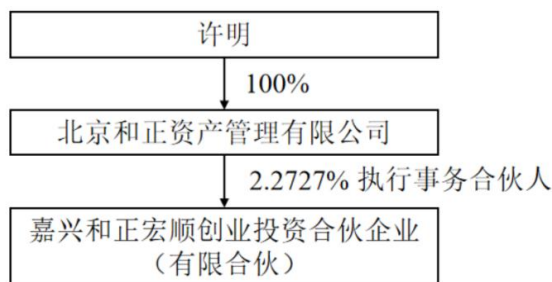 许明
100%
北京和正资产管理有限公司
2.2727% 执行事务合伙人
嘉兴和正宏顺创业投资合伙企业
（有限合伙）